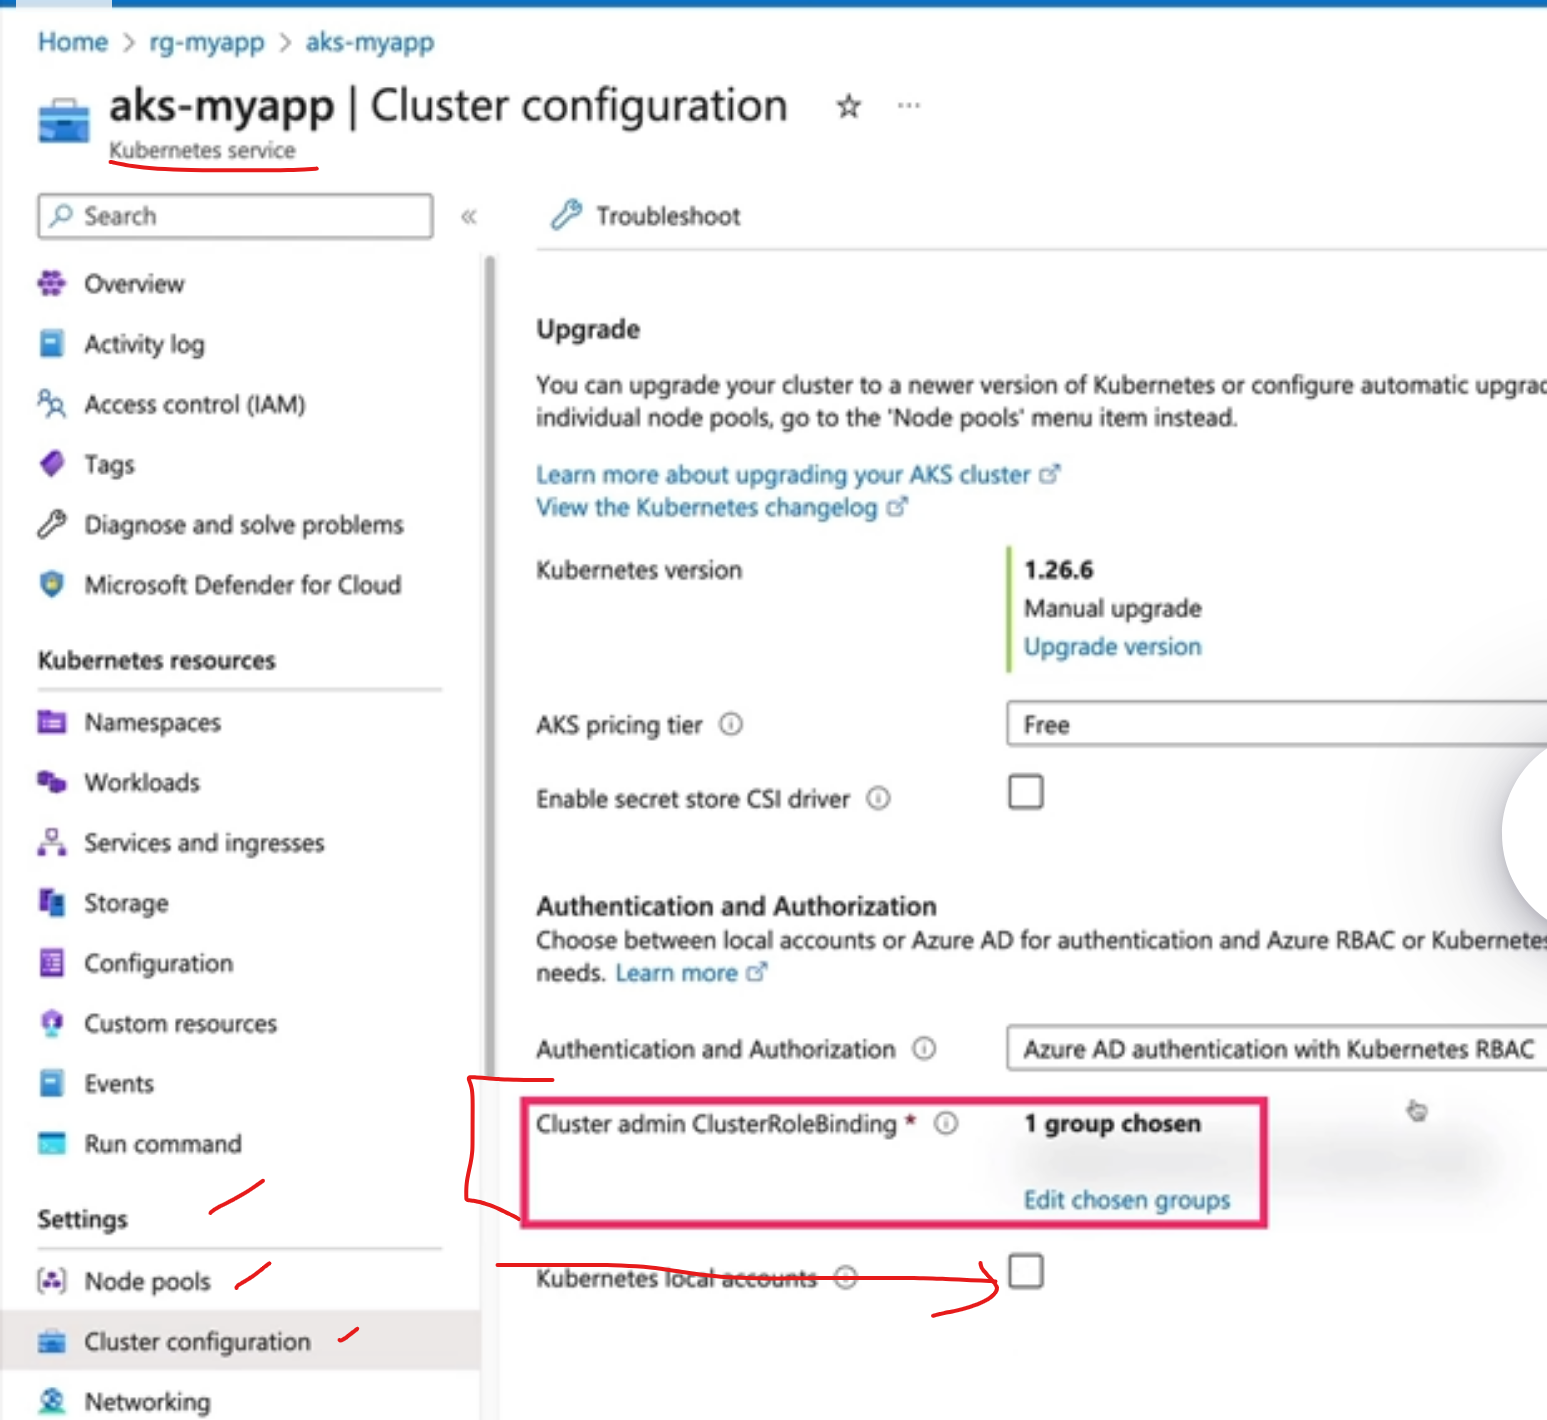 Home > rg-myapp > aks-myapp
aks-myapp | Cluster configuration
Kubernetes service
Search
Troubleshoot
Overview
Activity log
Access control (IAM)
Tags
Diagnose and solve problems
Microsoft Defender for Cloud
Kubernetes resources
Namespaces
Workloads
Services and ingresses
Storage
Configuration
Custom resources
Events
Run command
Settings
Node pools
Cluster configuration
Networking
Upgrade
You can upgrade your cluster to a newer version of Kubernetes or configure automatic
individual node pools, go to the 'Node pools' menu item instead.
Learn more about upgrading your AKS cluster
View the Kubernetes changelog
Kubernetes version
1.26.6
Manual upgrade
Upgrade version
AKS pricing tier
Free
Enable secret store CSI driver
Authentication and Authorization
Choose between local accounts or Azure AD for authentication and Azure RBAC or Kubernetes
needs. Learn more
Authentication and Authorization
Azure AD authentication with Kubernetes RBAC
Cluster admin ClusterRoleBinding *
1 group chosen
Edit chosen groups
Kubernetes local accounts